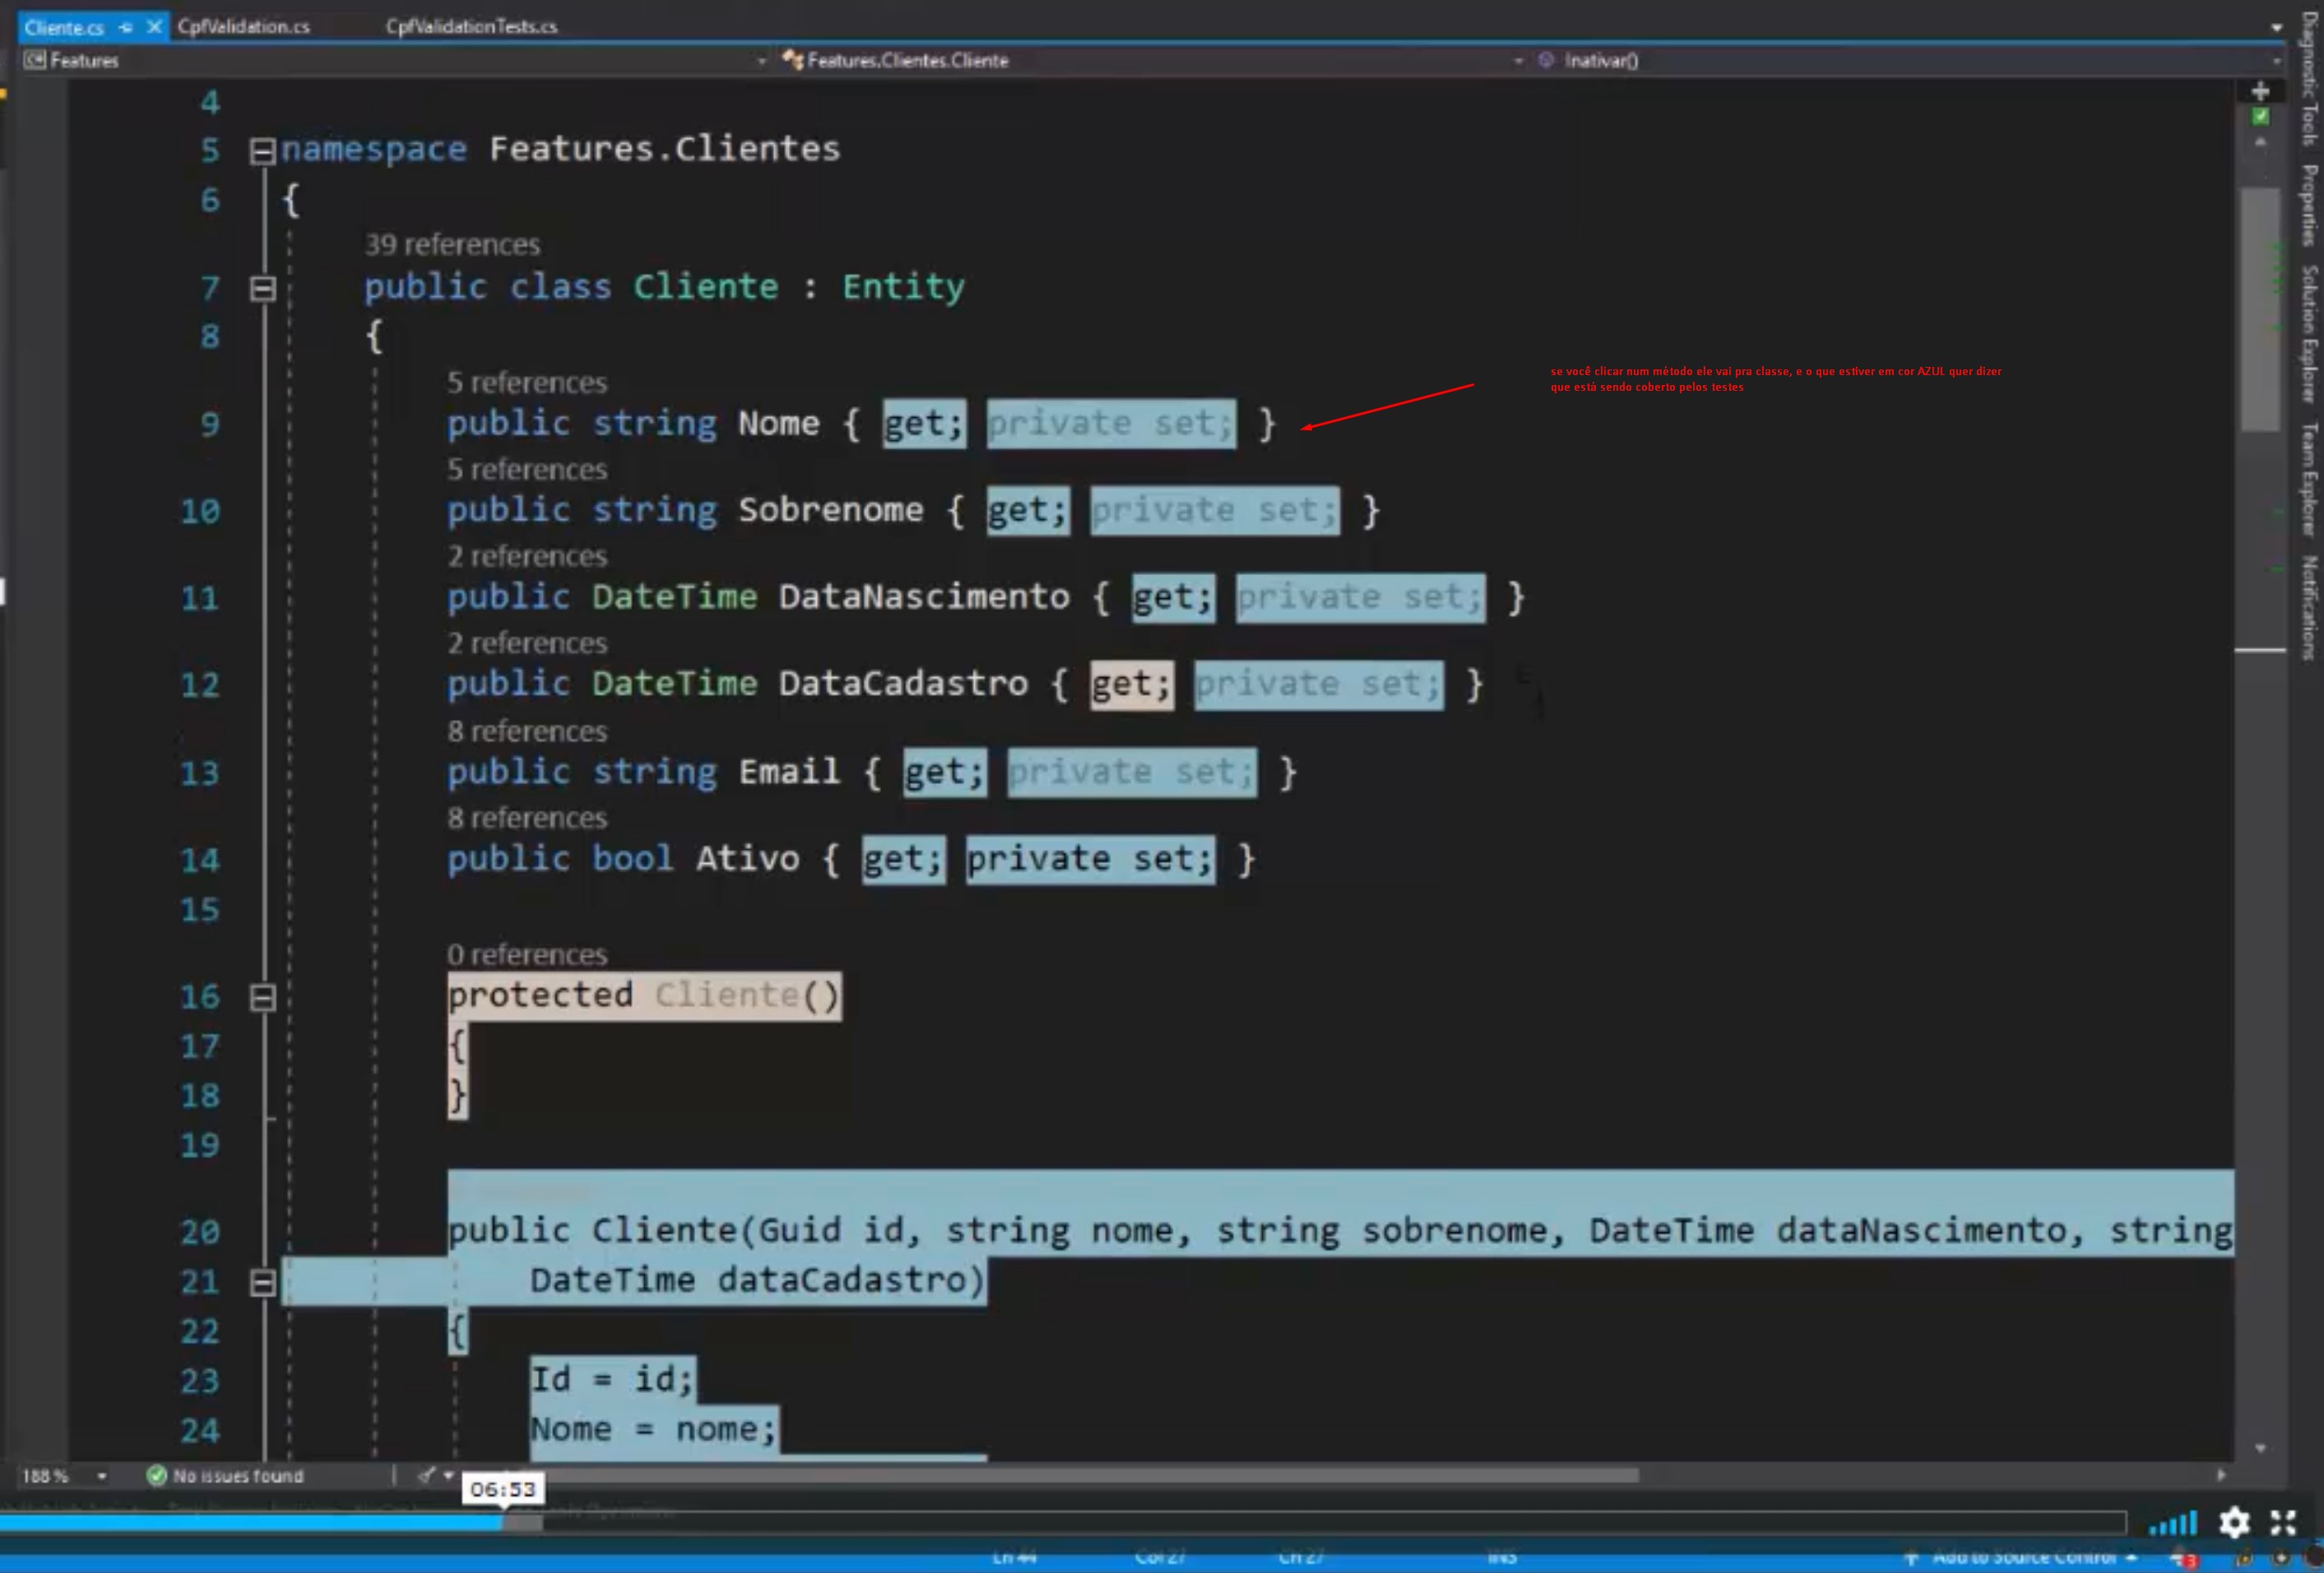 Cliente.cs CpfValidation.cs CpfValidationTests.cs
Features Features.Clientes.Cliente Inativar()
4
5 namespace Features.Clientes
6 {
39 references
7 public class Cliente : Entity
8 {
5 references
se você clicar num método ele vai pra classe, e o que estiver em cor AZUL quer dizer
que está sendo coberto pelos testes
9 public string Nome { get; private set; }
5 references
10 public string Sobrenome { get; private set; }
2 references
11 public DateTime DataNascimento { get; private set; }
2 references
12 public DateTime DataCadastro { get; private set; }
8 references
13 public string Email { get; private set; }
8 references
14 public bool Ativo { get; private set; }
15
0 references
16 protected Cliente()
17 {
18 }
19
20 public Cliente(Guid id, string nome, string sobrenome, DateTime dataNascimento, string
21 DateTime dataCadastro)
22 {
23 Id = id;
24 Nome = nome;
188 % No issues found
06:53
Ln 44 Col 27 Ch 27 INS Add to Source Control 3
Diagnostic Tools
Properties
Solution Explorer
Team Explorer
Notifications